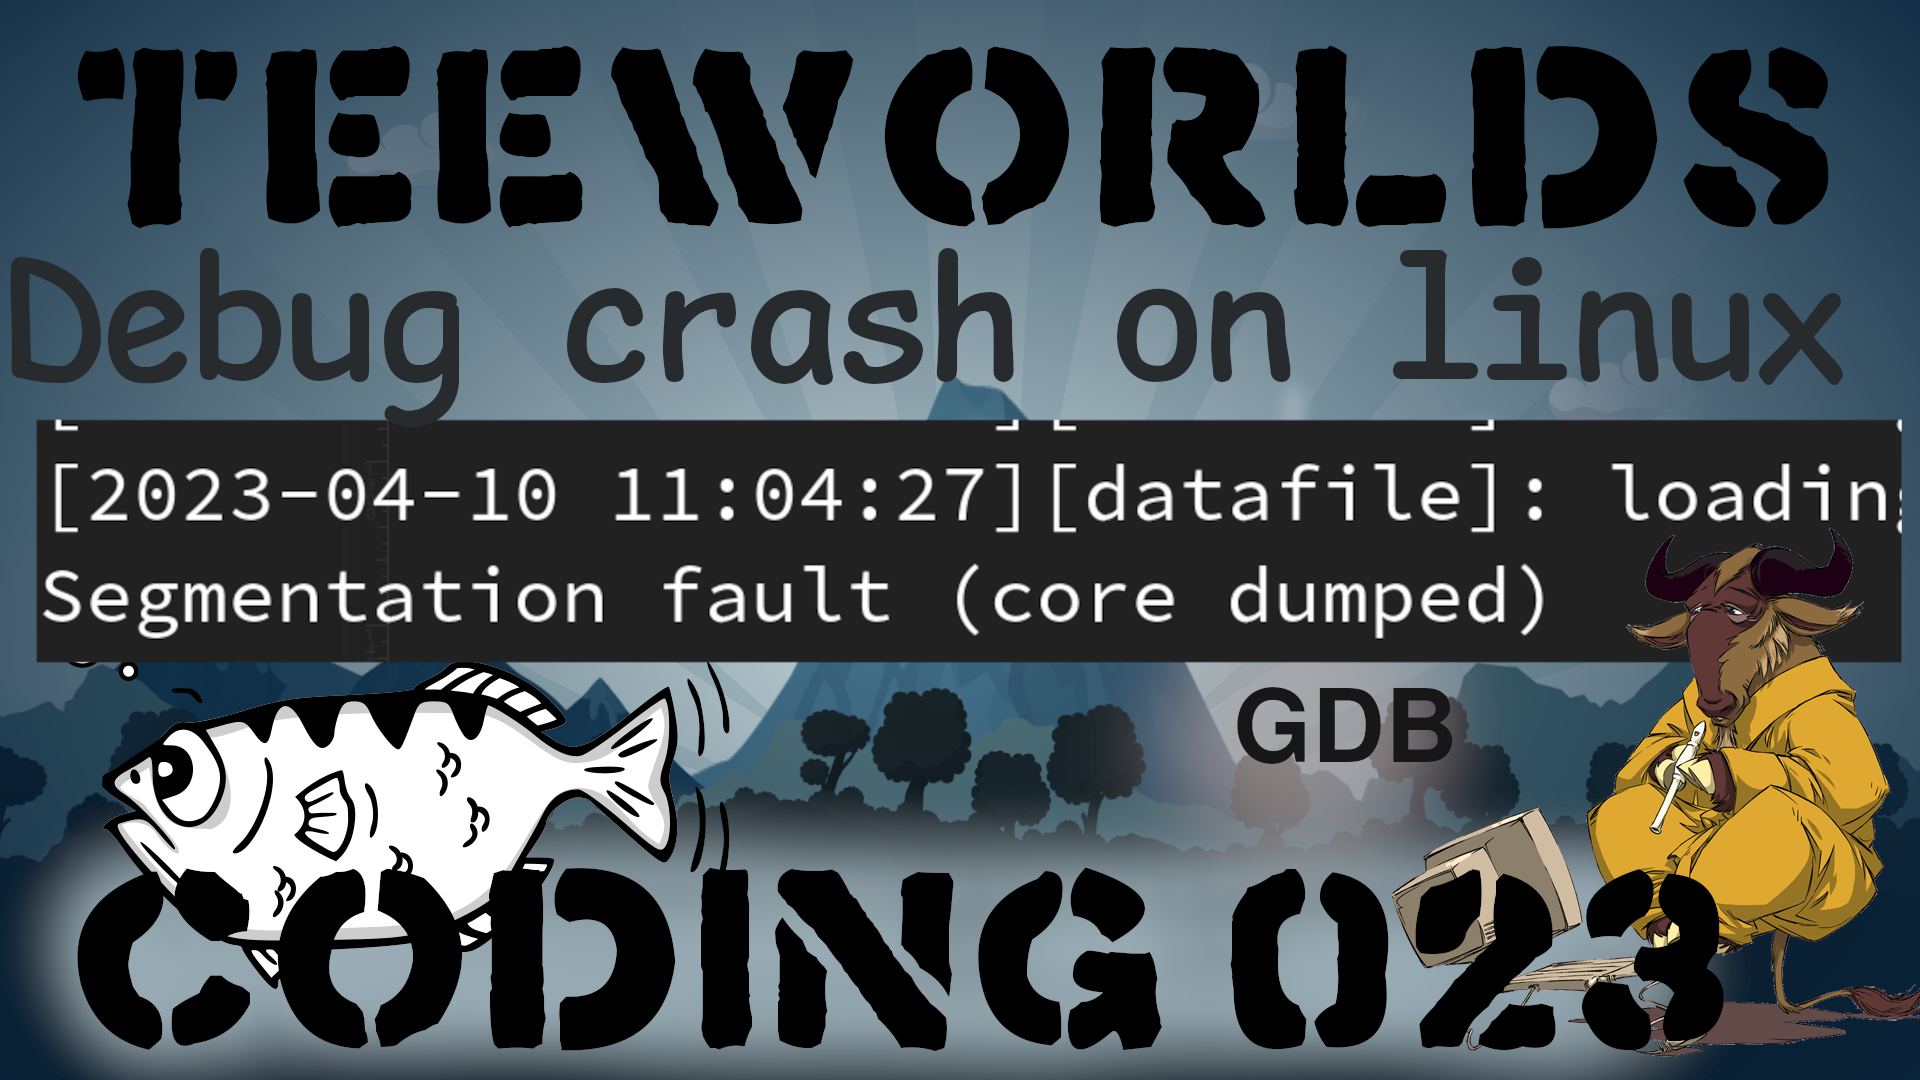 TEEWORLDS
Debug crash on linux
[2023-04-10 11:04:27][datafile]: loading
Segmentation fault (core dumped)
GDB
CODING 023